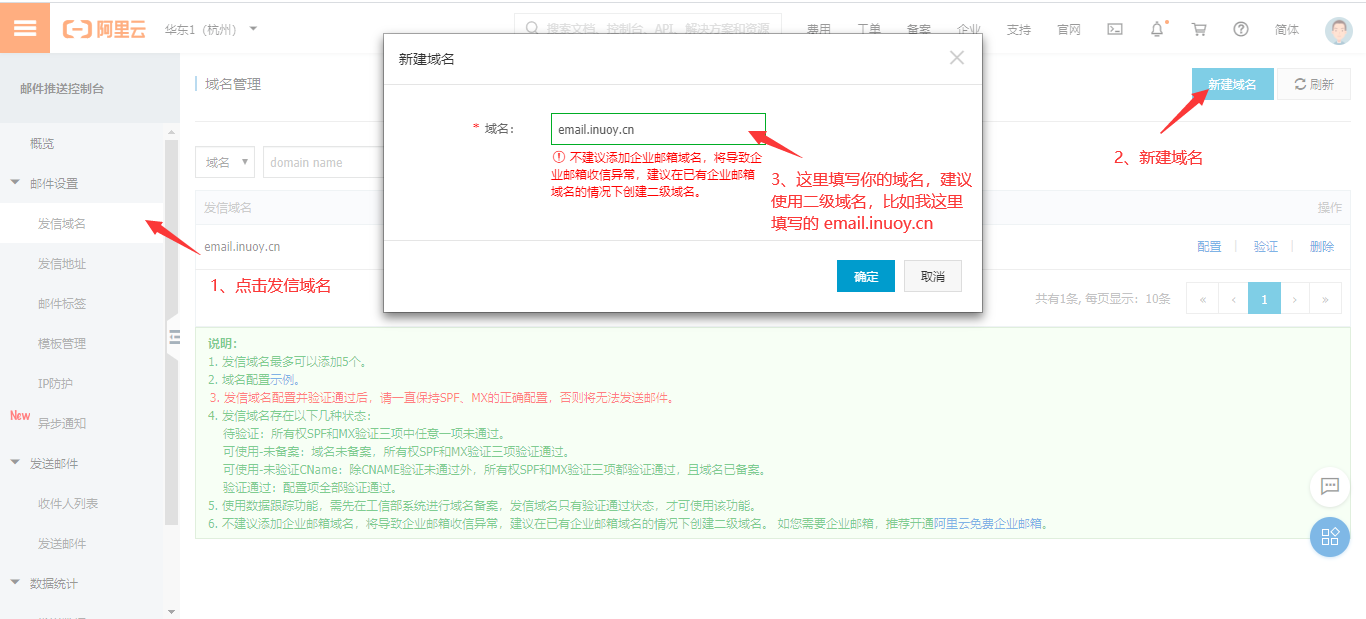 阿里云
华东1（杭州）
搜索文档、控制台、API、解决方案和资源
费用
工单
备案
企业
支持
官网
简体
邮件推送控制台
概览
邮件设置
发信域名
发信地址
邮件标签
模板管理
IP防护
New
异步通知
发送邮件
收件人列表
发送邮件
数据统计
域名管理
新建域名
刷新
域名
domain name
发信域名
操作
email.inuoy.cn
配置
验证
删除
共有1条, 每页显示：10条
« ‹ 1 › »
新建域名
* 域名：
email.inuoy.cn
不建议添加企业邮箱域名，将导致企
业邮箱收信异常，建议在已有企业邮箱
域名的情况下创建二级域名。
确定
取消
1、点击发信域名
2、新建域名
3、这里填写你的域名，建议
使用二级域名，比如我这里
填写的 email.inuoy.cn
说明：
1. 发信域名最多可以添加5个。
2. 域名配置示例。
3. 发信域名配置并验证通过后，请一直保持SPF、MX的正确配置，否则将无法发送邮件。
4. 发信域名存在以下几种状态：
待验证：所有权SPF和MX验证三项中任意一项未通过。
可使用-未备案：域名未备案，所有权SPF和MX验证三项验证通过。
可使用-未验证CName：除CNAME验证未通过外，所有权SPF和MX验证三项都验证通过，且域名已备案。
验证通过：配置项全部验证通过。
5. 使用数据跟踪功能，需先在工信部系统进行域名备案，发信域名只有验证通过状态，才可使用该功能。
6. 不建议添加企业邮箱域名，将导致企业邮箱收信异常，建议在已有企业邮箱域名的情况下创建二级域名。 如您需要企业邮箱，推荐开通阿里云免费企业邮箱。